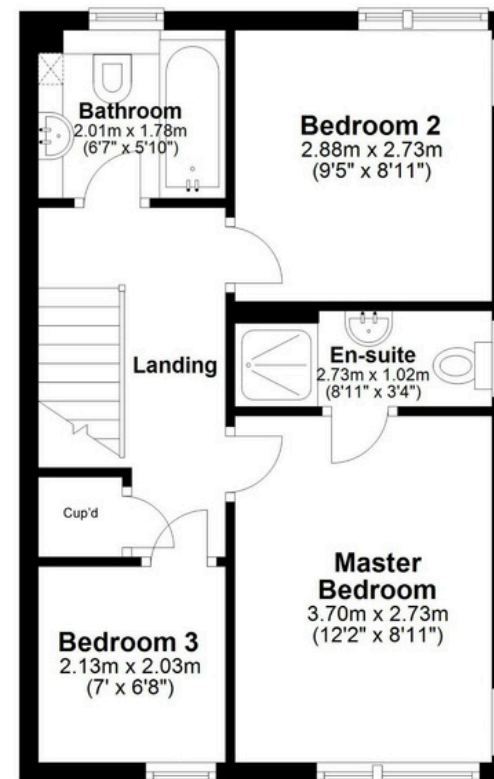 Bathroom
2.01m x 1.78m
(6'7" x 5'10")
Bedroom 2
2.88m x 2.73m
(9'5" x 8'11")
Landing
En-suite
2.73m x 1.02m
(8'11" x 3'4")
Cup'd
Master
Bedroom
3.70m x 2.73m
(12'2" x 8'11")
Bedroom 3
2.13m x 2.03m
(7' x 6'8")